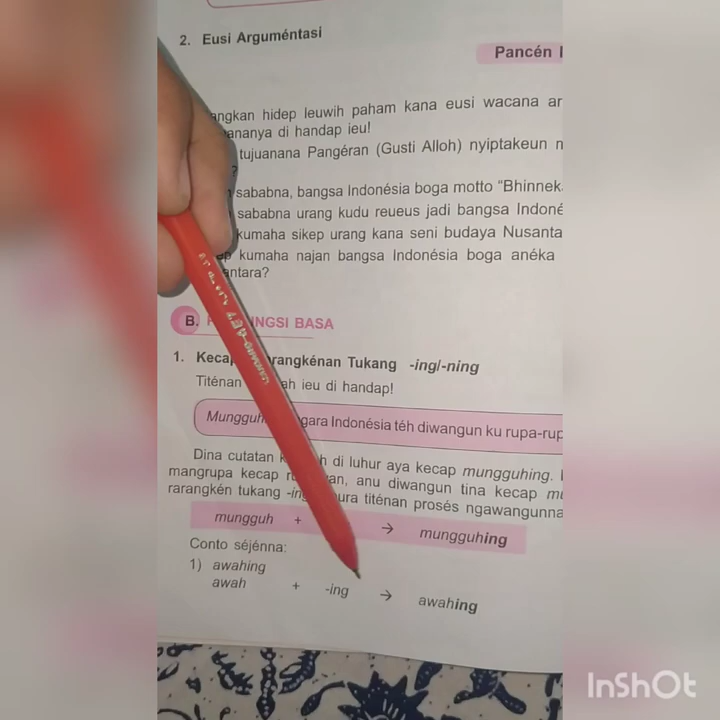 2. Eusi Arguméntasi
Pancén
angkan hidep leuwih paham kana eusi wacana ar
ananya di handap ieu!
tujuanana Pangéran (Gusti Alloh) nyiptakeun
?
sababna, bangsa Indonésia boga motto "Bhinnek
sababna urang kudu reueus jadi bangsa Indoné
kumaha sikep urang kana seni budaya Nusanta
ep kumaha najan bangsa Indonésia boga anéka
antara?
B. INGSI BASA
1. Kecap rarangkénan Tukang -ing/-ning
Titénan ah ieu di handap!
Mungguh gara Indonésia téh diwangun ku rupa-rup
Dina cutatan k h di luhur aya kecap mungguhing.
mangrupa kecap r an, anu diwangun tina kecap mu
rarangkén tukang -ing ura titénan prosés ngawangunna
mungguh + → mungguhing
Conto séjénna:
1) awahing
awah + -ing → awahing
InShOt